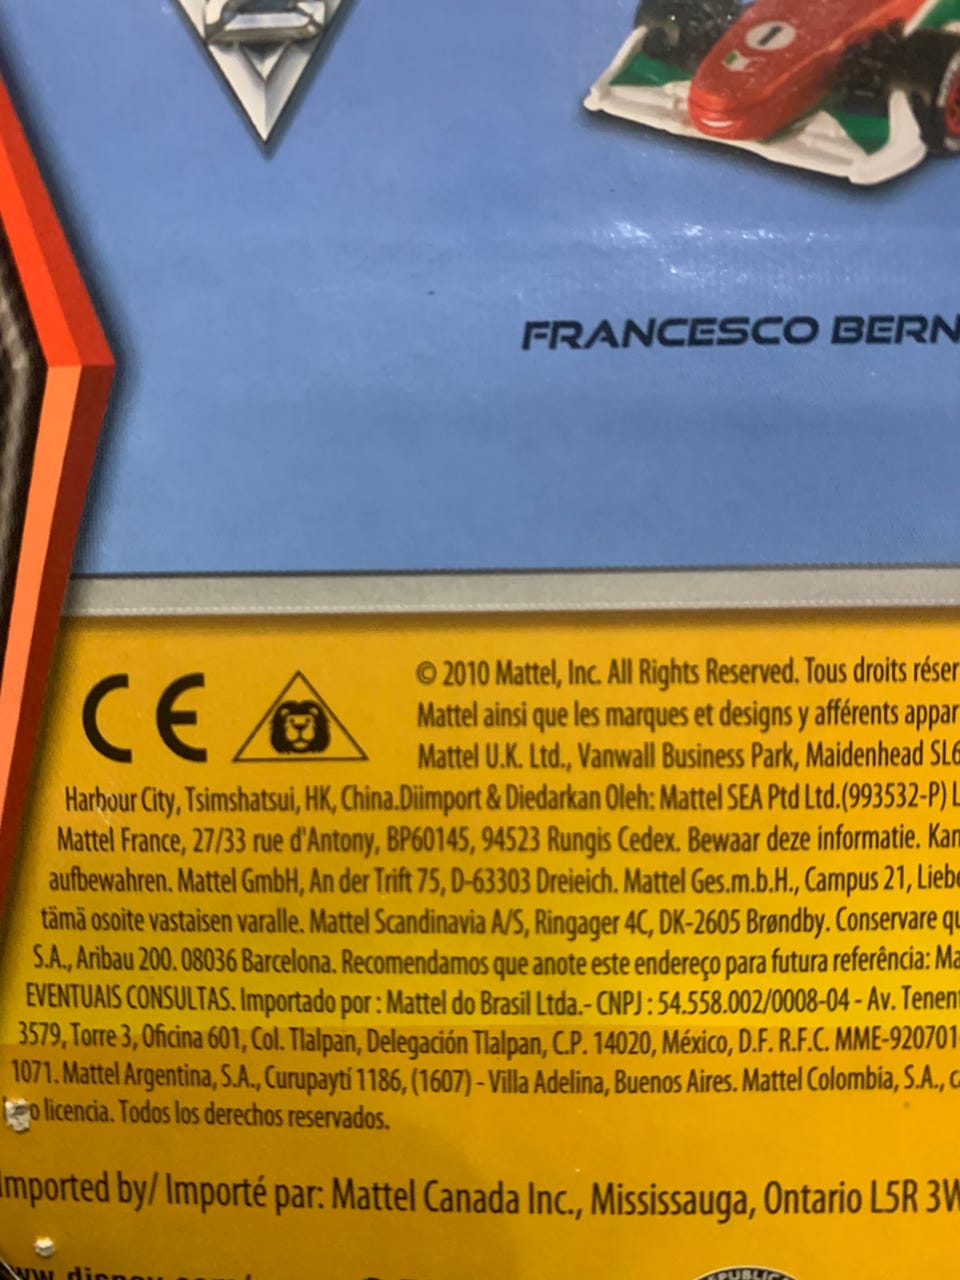 1
FRANCESCO BERN
CE
© 2010 Mattel, Inc. All Rights Reserved. Tous droits réser
Mattel ainsi que les marques et designs y afférents appar
Mattel U.K. Ltd., Vanwall Business Park, Maidenhead SL6
Harbour City, Tsimshatsui, HK, China.Diimport & Diedarkan Oleh: Mattel SEA Ptd Ltd.(993532-P) L
Mattel France, 27/33 rue d'Antony, BP60145, 94523 Rungis Cedex. Bewaar deze informatie. Kan
aufbewahren. Mattel GmbH, An der Trift 75, D-63303 Dreieich. Mattel Ges.m.b.H., Campus 21, Liebe
tämä osoite vastaisen varalle. Mattel Scandinavia A/S, Ringager 4C, DK-2605 Brøndby. Conservare qu
S.A., Aribau 200. 08036 Barcelona. Recomendamos que anote este endereço para futura referência: Ma
EVENTUAIS CONSULTAS. Importado por : Mattel do Brasil Ltda.- CNPJ : 54.558.002/0008-04 - Av. Tenent
3579, Torre 3, Oficina 601, Col. Tlalpan, Delegación Tlalpan, C.P. 14020, México, D.F. R.F.C. MME-920701-
1071. Mattel Argentina, S.A., Curupaytí 1186, (1607) - Villa Adelina, Buenos Aires. Mattel Colombia, S.A., c
o licencia. Todos los derechos reservados.
Imported by/ Importé par: Mattel Canada Inc., Mississauga, Ontario L5R 3W
www.disney.com/
PUBLIC